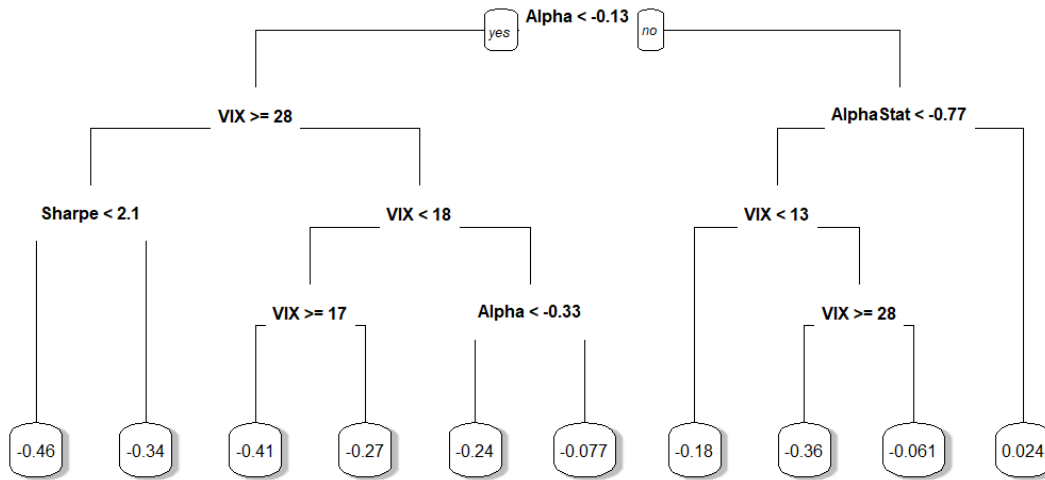 Alpha < -0.13
yes
no
VIX >= 28
AlphaStat < -0.77
Sharpe < 2.1
VIX < 18
VIX < 13
VIX >= 17
Alpha < -0.33
VIX >= 28
-0.46
-0.34
-0.41
-0.27
-0.24
-0.077
-0.18
-0.36
-0.061
0.024